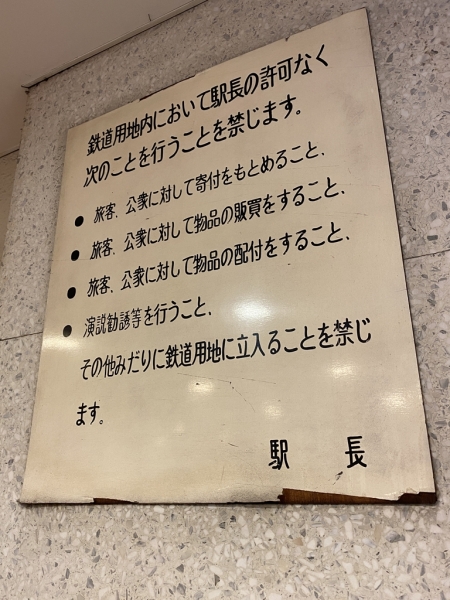 鉄道用地内において駅長の許可なく
次のことを行うことを禁じます。
● 旅客、公衆に対して寄付をもとめること、
● 旅客、公衆に対して物品の販買をすること、
● 旅客、公衆に対して物品の配付をすること、
● 演説勧誘等を行うこと、
その他みだりに鉄道用地に立入ることを禁じ
ます。
駅 長